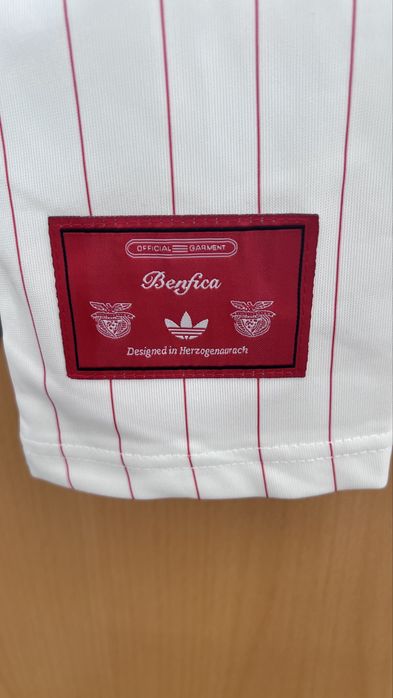 OFFICIAL GARMENT
Benfica
Designed in Herzogenaurach